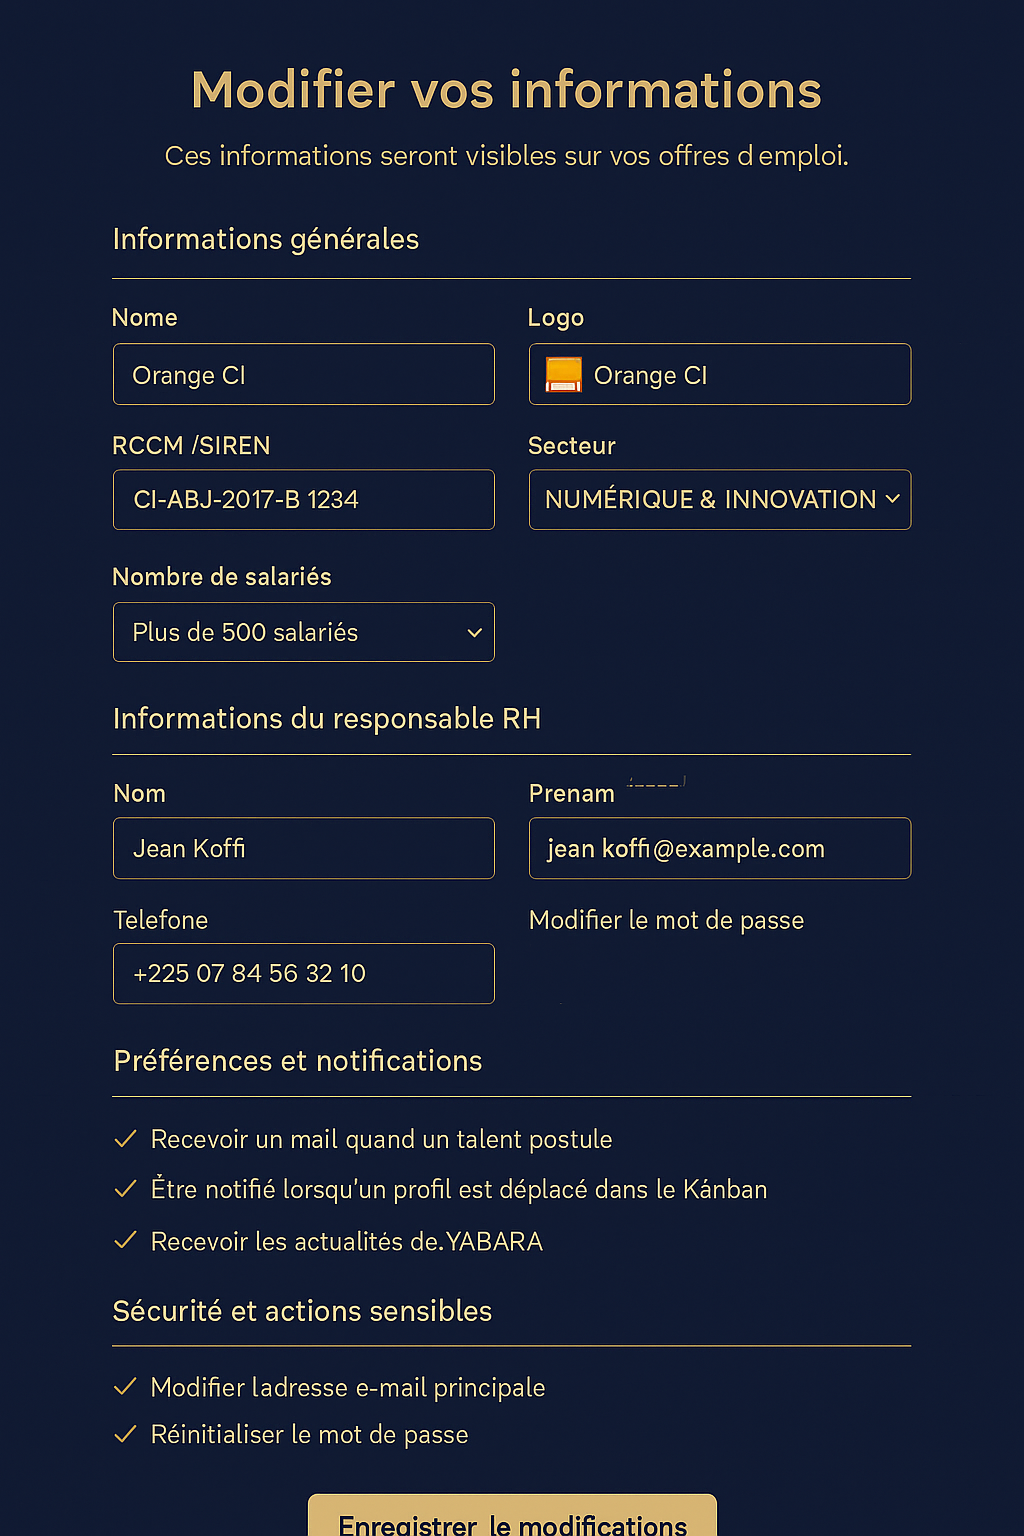 Modifier vos informations
Ces informations seront visibles sur vos offres d emploi.
Informations générales
Nome
Logo
Orange CI
Orange CI
RCCM /SIREN
Secteur
CI-ABJ-2017-B 1234
NUMÉRIQUE & INNOVATION
Nombre de salariés
Plus de 500 salariés
Informations du responsable RH
Nom
Prenam
Jean Koffi
jean koffi@example.com
Telefone
Modifier le mot de passe
+225 07 84 56 32 10
Préférences et notifications
Recevoir un mail quand un talent postule
Être notifié lorsqu'un profil est déplacé dans le Kánban
Recevoir les actualités de.YABARA
Sécurité et actions sensibles
Modifier ladresse e-mail principale
Réinitialiser le mot de passe
Enregistrer le modifications